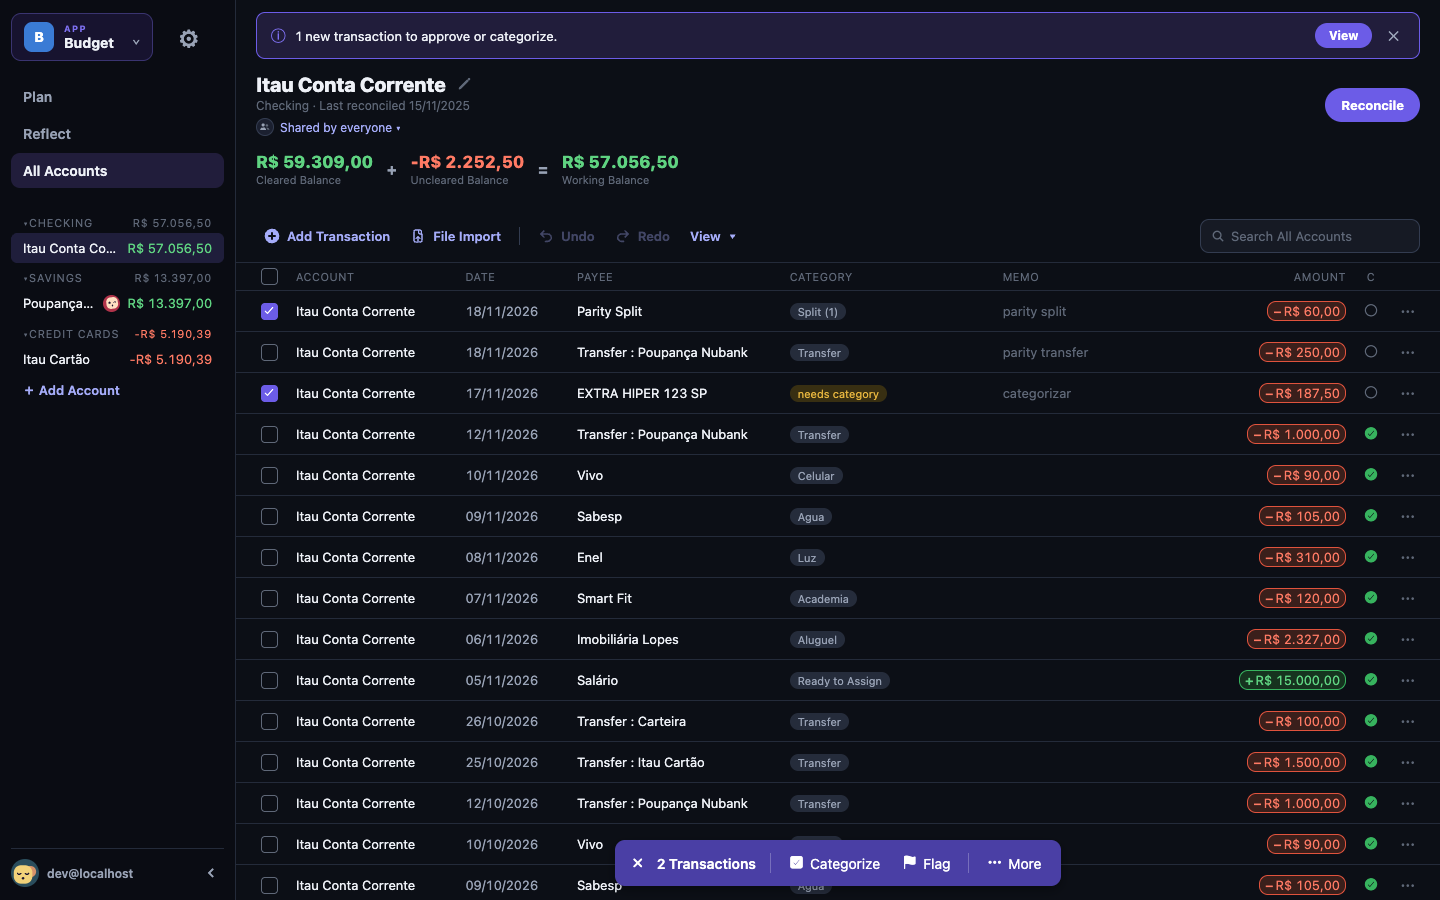 B
APP
Budget
Plan
Reflect
All Accounts
CHECKING R$ 57.056,50
Itau Conta Co... R$ 57.056,50
SAVINGS R$ 13.397,00
Poupança... R$ 13.397,00
CREDIT CARDS -R$ 5.190,39
Itau Cartão -R$ 5.190,39
+ Add Account
dev@localhost
1 new transaction to approve or categorize.
View
Itau Conta Corrente
Checking · Last reconciled 15/11/2025
Shared by everyone
Reconcile
R$ 59.309,00 + -R$ 2.252,50 = R$ 57.056,50
Cleared Balance Uncleared Balance Working Balance
Add Transaction File Import Undo Redo View Search All Accounts
ACCOUNT DATE PAYEE CATEGORY MEMO AMOUNT C
Itau Conta Corrente 18/11/2026 Parity Split Split (1) parity split −R$ 60,00
Itau Conta Corrente 18/11/2026 Transfer : Poupança Nubank Transfer parity transfer −R$ 250,00
Itau Conta Corrente 17/11/2026 EXTRA HIPER 123 SP needs category categorizar −R$ 187,50
Itau Conta Corrente 12/11/2026 Transfer : Poupança Nubank Transfer −R$ 1.000,00
Itau Conta Corrente 10/11/2026 Vivo Celular −R$ 90,00
Itau Conta Corrente 09/11/2026 Sabesp Agua −R$ 105,00
Itau Conta Corrente 08/11/2026 Enel Luz −R$ 310,00
Itau Conta Corrente 07/11/2026 Smart Fit Academia −R$ 120,00
Itau Conta Corrente 06/11/2026 Imobiliária Lopes Aluguel −R$ 2.327,00
Itau Conta Corrente 05/11/2026 Salário Ready to Assign +R$ 15.000,00
Itau Conta Corrente 26/10/2026 Transfer : Carteira Transfer −R$ 100,00
Itau Conta Corrente 25/10/2026 Transfer : Itau Cartão Transfer −R$ 1.500,00
Itau Conta Corrente 12/10/2026 Transfer : Poupança Nubank Transfer −R$ 1.000,00
Itau Conta Corrente 10/10/2026 Vivo −R$ 90,00
Itau Conta Corrente 09/10/2026 Sabesp Agua −R$ 105,00
2 Transactions Categorize Flag More